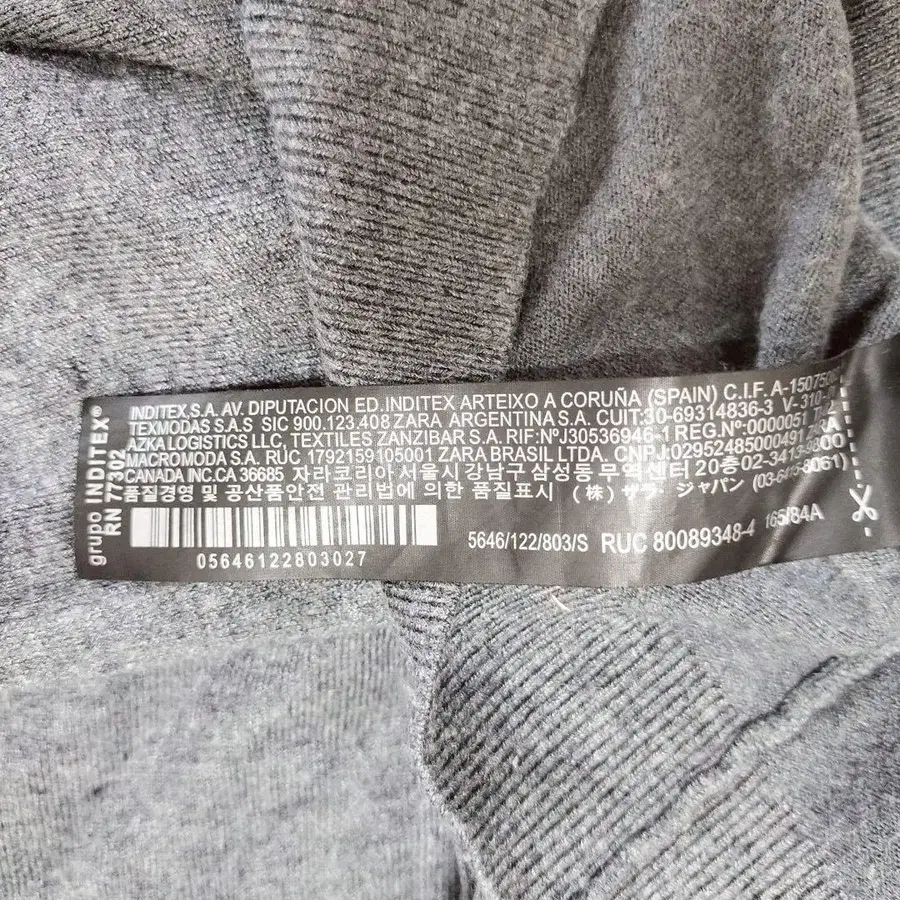 grupo INDITEX®
RN 77302
INDITEX,S.A. AV. DIPUTACION ED. INDITEX ARTEIXO A CORUÑA (SPAIN) C.I.F. A-150750
TEXMODAS S.A.S SIC 900.123.408 ZARA ARGENTINA S.A. CUIT:30-69314836-3 V-310-
AZKA LOGISTICS LLC, TEXTILES ZANZIBAR S.A. RIF:NºJ30536946-1 REG.Nº:0000051
MACROMODA S.A. RUC 1792159105001 ZARA BRASIL LTDA. CNPJ:02952485000491 ZARA
CANADA INC.CA 36685 자라코리아 서울시 강남구 삼성동 무역센터 20층 02-3413-9800
품질경영 및 공산품안전 관리법에 의한 품질표시 (株) ザラ ジャパン (03-6415-8061)
05646122803027
5646/122/803/S RUC 80089348-4 165/84A